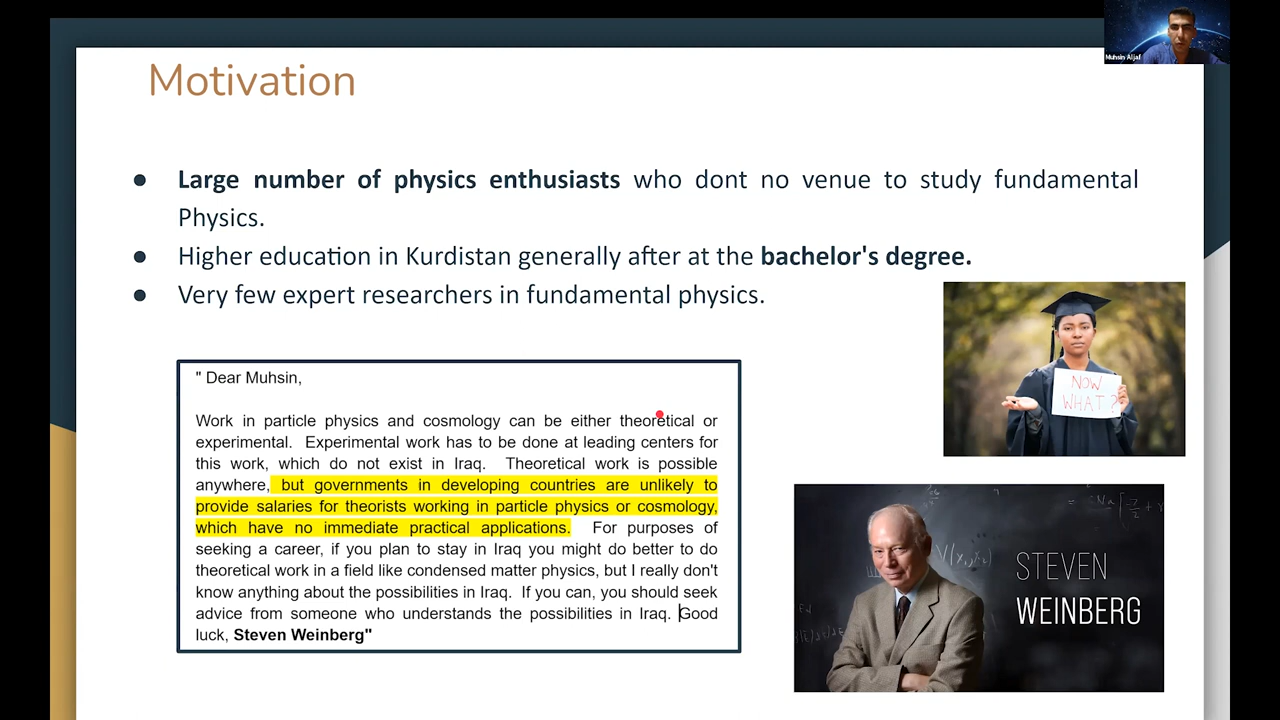 Muhsin Aljaf
Motivation
● Large number of physics enthusiasts who dont no venue to study fundamental
Physics.
● Higher education in Kurdistan generally after at the bachelor's degree.
● Very few expert researchers in fundamental physics.
" Dear Muhsin,
Work in particle physics and cosmology can be either theoretical or
experimental. Experimental work has to be done at leading centers for
this work, which do not exist in Iraq. Theoretical work is possible
anywhere, but governments in developing countries are unlikely to
provide salaries for theorists working in particle physics or cosmology,
which have no immediate practical applications. For purposes of
seeking a career, if you plan to stay in Iraq you might do better to do
theoretical work in a field like condensed matter physics, but I really don't
know anything about the possibilities in Iraq. If you can, you should seek
advice from someone who understands the possibilities in Iraq. Good
luck, Steven Weinberg"
NOW
WHAT?
STEVEN
WEINBERG